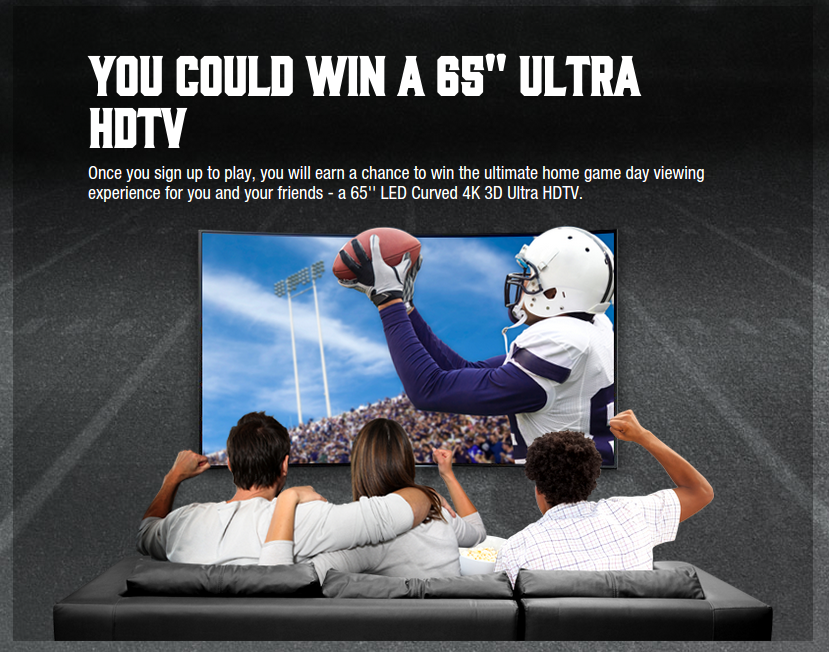 YOU COULD WIN A 65" ULTRA
HDTV
Once you sign up to play, you will earn a chance to win the ultimate home game day viewing
experience for you and your friends - a 65'' LED Curved 4K 3D Ultra HDTV.